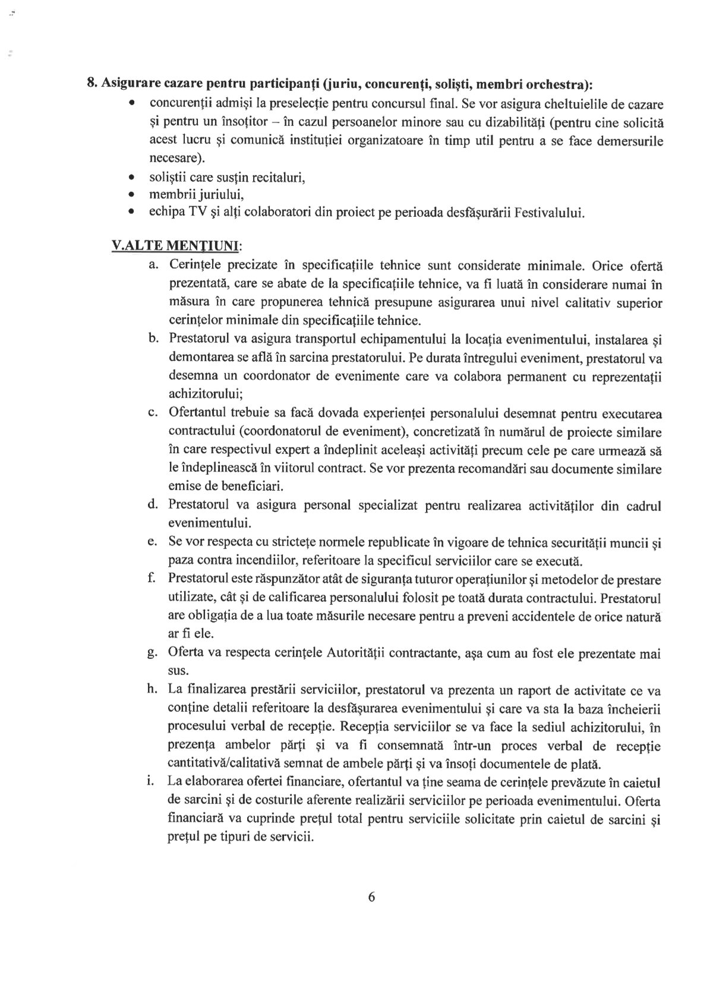 8. Asigurare cazare pentru participanți (juriu, concurenți, soliști, membri orchestra):
• concurenții admiși la preselecție pentru concursul final. Se vor asigura cheltuielile de cazare
și pentru un însoțitor – în cazul persoanelor minore sau cu dizabilități (pentru cine solicită
acest lucru și comunică instituției organizatoare în timp util pentru a se face demersurile
necesare).
• soliștii care susțin recitaluri,
• membrii juriului,
• echipa TV şi alți colaboratori din proiect pe perioada desfășurării Festivalului.
V.ALTE MENȚIUNI:
a. Cerințele precizate în specificațiile tehnice sunt considerate minimale. Orice ofertă
prezentată, care se abate de la specificațiile tehnice, va fi luată în considerare numai în
măsura în care propunerea tehnică presupune asigurarea unui nivel calitativ superior
cerințelor minimale din specificațiile tehnice.
b. Prestatorul va asigura transportul echipamentului la locația evenimentului, instalarea și
demontarea se află în sarcina prestatorului. Pe durata întregului eveniment, prestatorul va
desemna un coordonator de evenimente care va colabora permanent cu reprezentații
achizitorului;
c. Ofertantul trebuie sa facă dovada experienței personalului desemnat pentru executarea
contractului (coordonatorul de eveniment), concretizată în numărul de proiecte similare
în care respectivul expert a îndeplinit aceleași activități precum cele pe care urmează să
le îndeplinească în viitorul contract. Se vor prezenta recomandări sau documente similare
emise de beneficiari.
d. Prestatorul va asigura personal specializat pentru realizarea activităților din cadrul
evenimentului.
e. Se vor respecta cu strictețe normele republicate în vigoare de tehnica securității muncii și
paza contra incendiilor, referitoare la specificul serviciilor care se execută.
f. Prestatorul este răspunzător atât de siguranța tuturor operațiunilor și metodelor de prestare
utilizate, cât și de calificarea personalului folosit pe toată durata contractului. Prestatorul
are obligația de a lua toate măsurile necesare pentru a preveni accidentele de orice natură
ar fi ele.
g. Oferta va respecta cerințele Autorității contractante, așa cum au fost ele prezentate mai
sus.
h. La finalizarea prestării serviciilor, prestatorul va prezenta un raport de activitate ce va
conține detalii referitoare la desfășurarea evenimentului și care va sta la baza încheierii
procesului verbal de recepție. Recepția serviciilor se va face la sediul achizitorului, în
prezența ambelor părți și va fi consemnată într-un proces verbal de recepție
cantitativă/calitativă semnat de ambele părți și va însoți documentele de plată.
i. La elaborarea ofertei financiare, ofertantul va ține seama de cerințele prevăzute în caietul
de sarcini și de costurile aferente realizării serviciilor pe perioada evenimentului. Oferta
financiară va cuprinde prețul total pentru serviciile solicitate prin caietul de sarcini și
prețul pe tipuri de servicii.
6